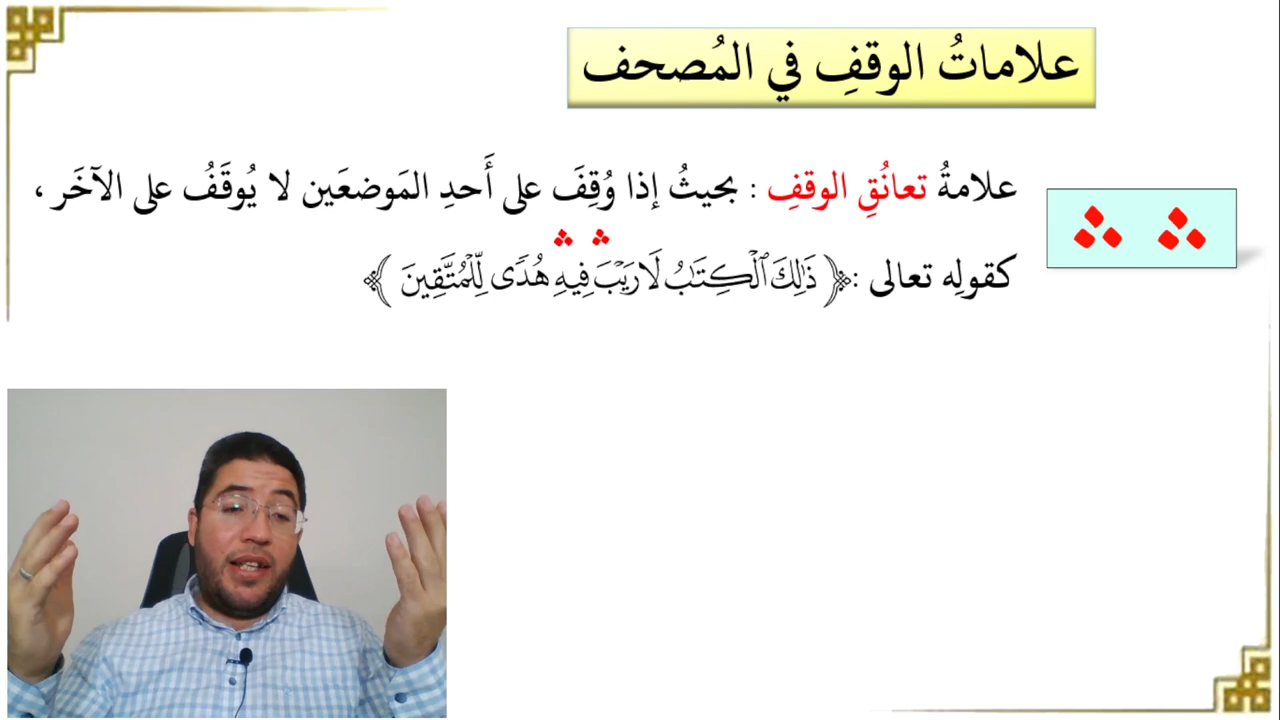 علاماتُ الوقفِ في المُصحف
علامةُ تعانُقِ الوقفِ : بحيثُ إذا وُقِفَ على أَحدِ المَوضعَين لا يُوقَفُ على الآخَر ،
كقولِه تعالى :﴿ ذَٰلِكَ ٱلْكِتَٰبُ لَا رَيْبَ ۛ فِيهِ ۛ هُدًى لِّلْمُتَّقِينَ ﴾